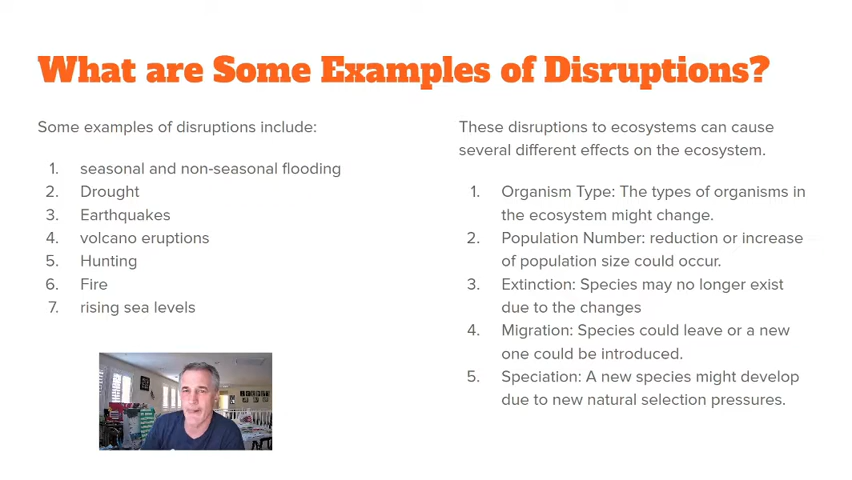 What are Some Examples of Disruptions?
Some examples of disruptions include:
1. seasonal and non-seasonal flooding
2. Drought
3. Earthquakes
4. volcano eruptions
5. Hunting
6. Fire
7. rising sea levels
These disruptions to ecosystems can cause
several different effects on the ecosystem.
1. Organism Type: The types of organisms in
the ecosystem might change.
2. Population Number: reduction or increase
of population size could occur.
3. Extinction: Species may no longer exist
due to the changes
4. Migration: Species could leave or a new
one could be introduced.
5. Speciation: A new species might develop
due to new natural selection pressures.